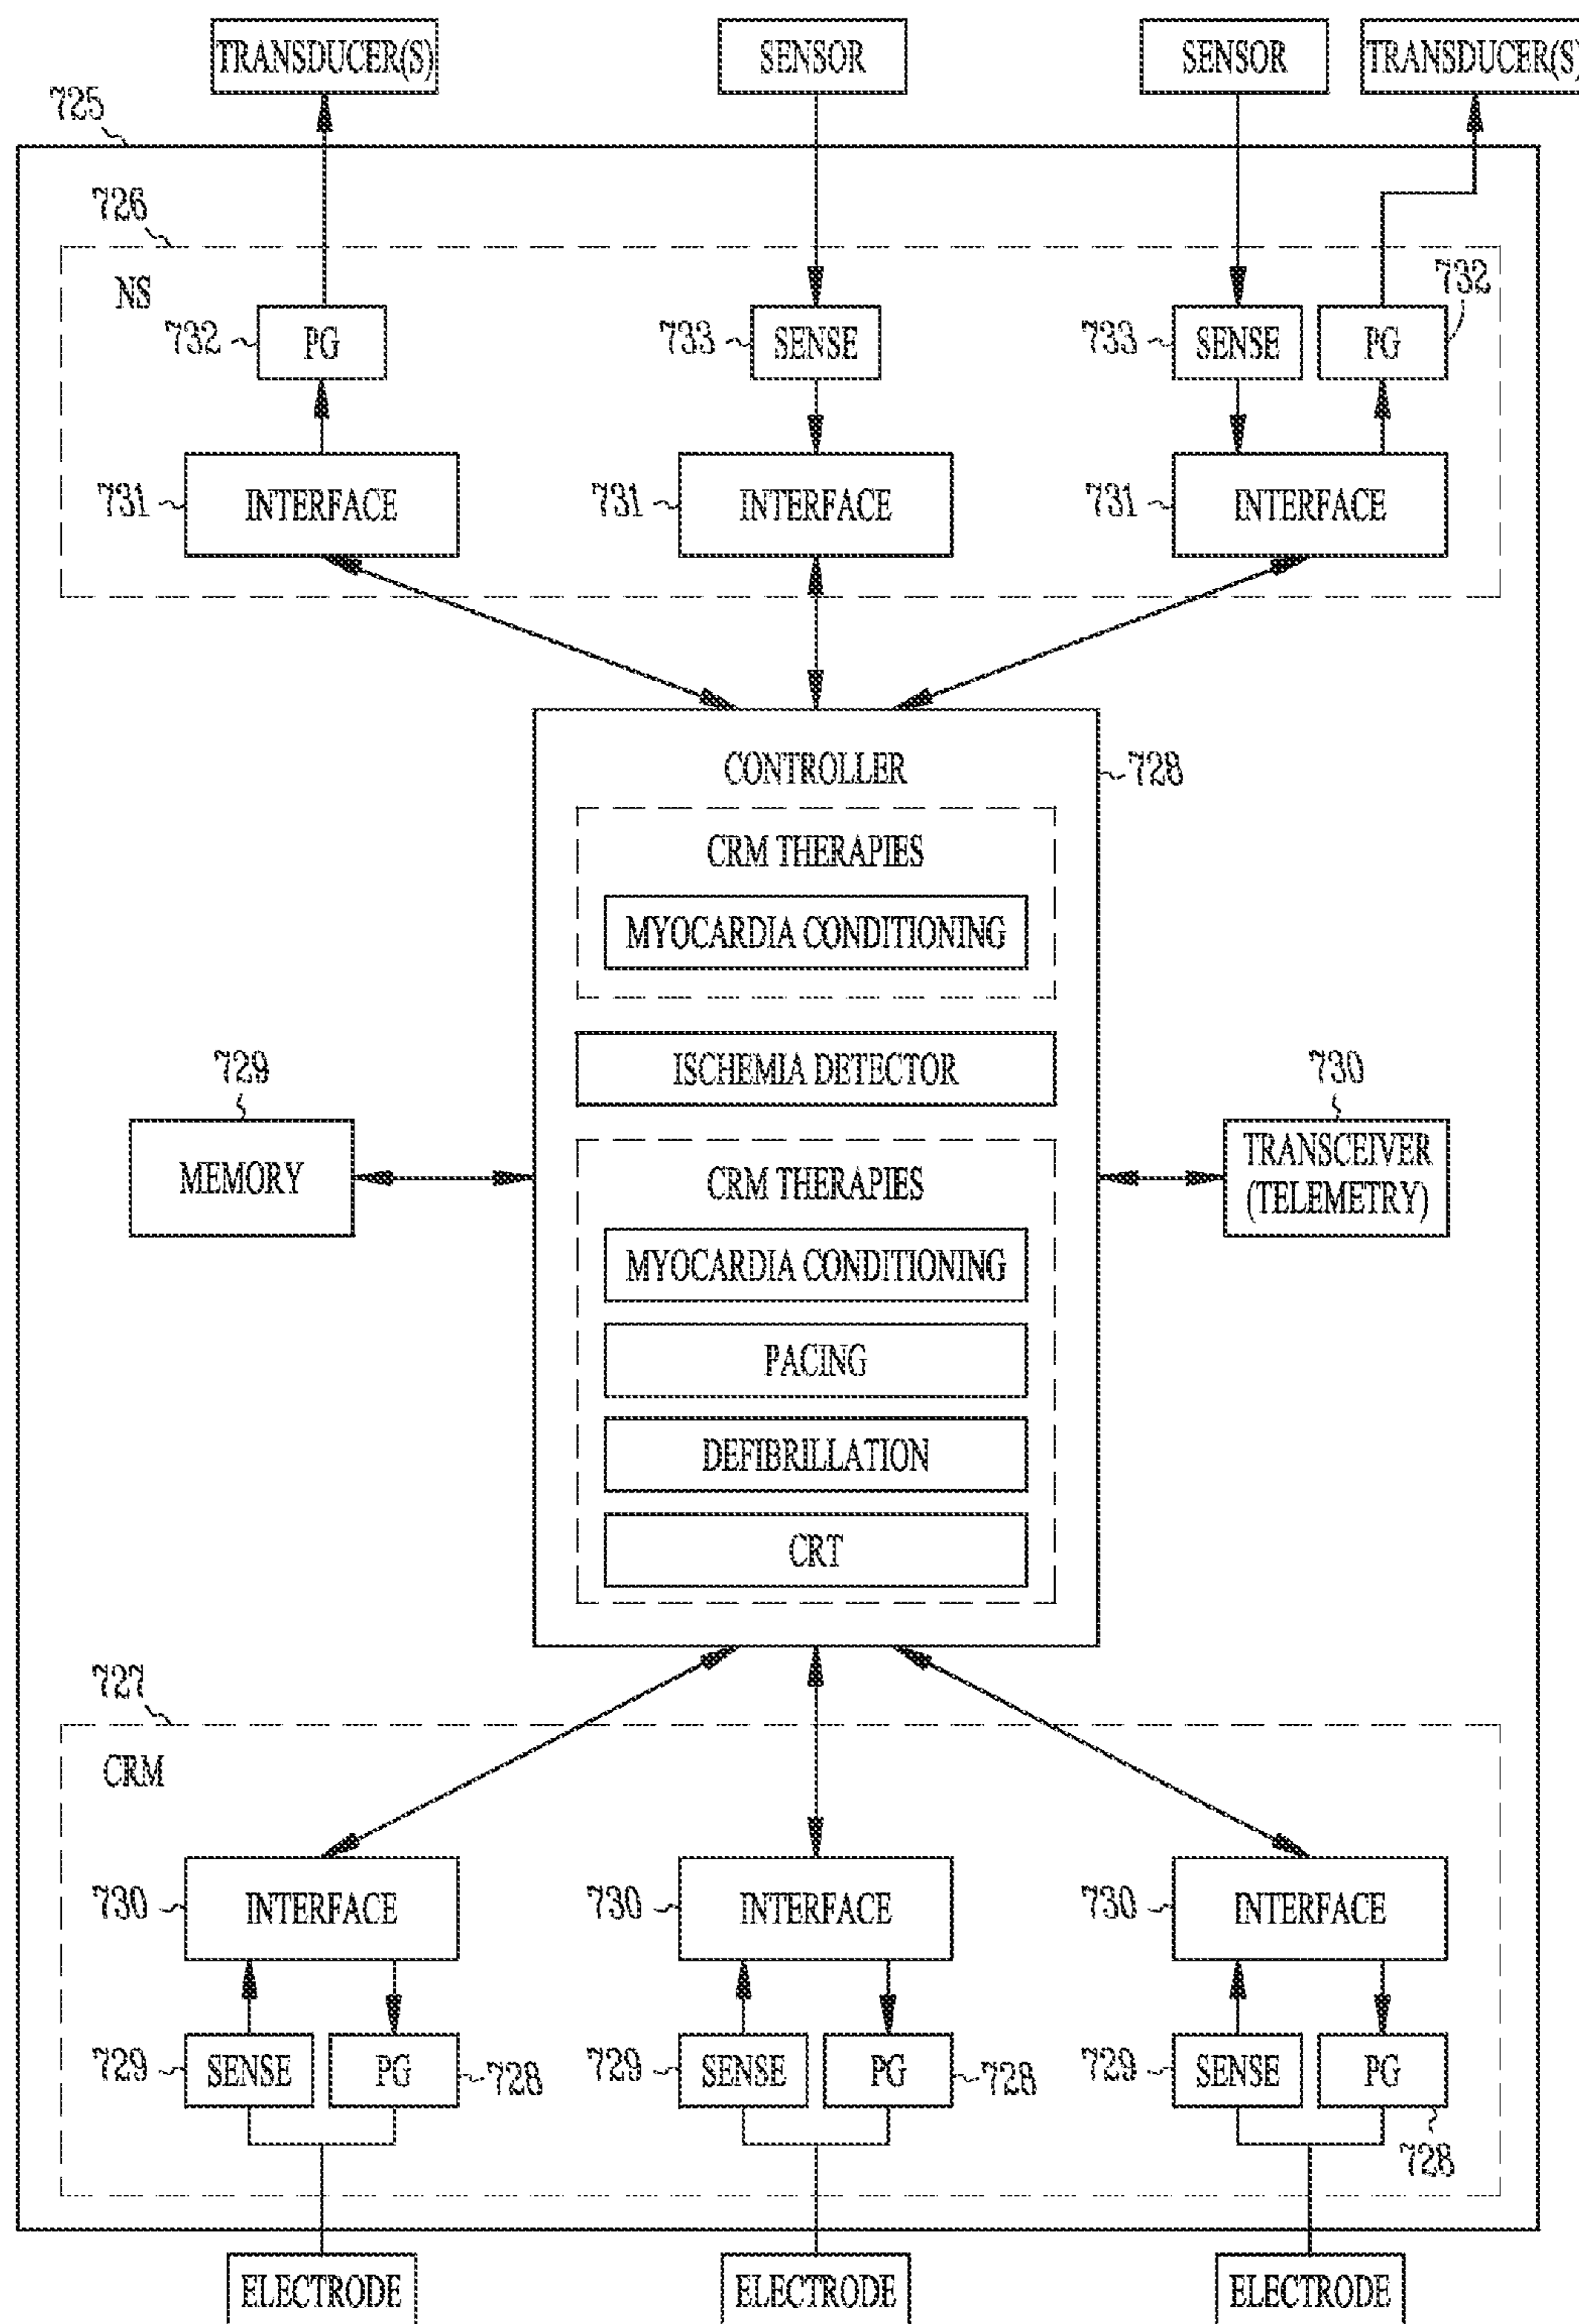 TRANSDUCER(S) SENSOR SENSOR TRANSDUCER(S)
725
726
NS
732 PG 733 SENSE 733 SENSE PG 732
731 INTERFACE 731 INTERFACE 731 INTERFACE
CONTROLLER 728
CRM THERAPIES
MYOCARDIA CONDITIONING
ISCHEMIA DETECTOR
729 730
MEMORY
TRANSCEIVER
(TELEMETRY)
CRM THERAPIES
MYOCARDIA CONDITIONING
PACING
DEFIBRILLATION
CRT
727
CRM
730 INTERFACE 730 INTERFACE 730 INTERFACE
729 SENSE PG 728 729 SENSE PG 728 729 SENSE PG
728
ELECTRODE ELECTRODE ELECTRODE